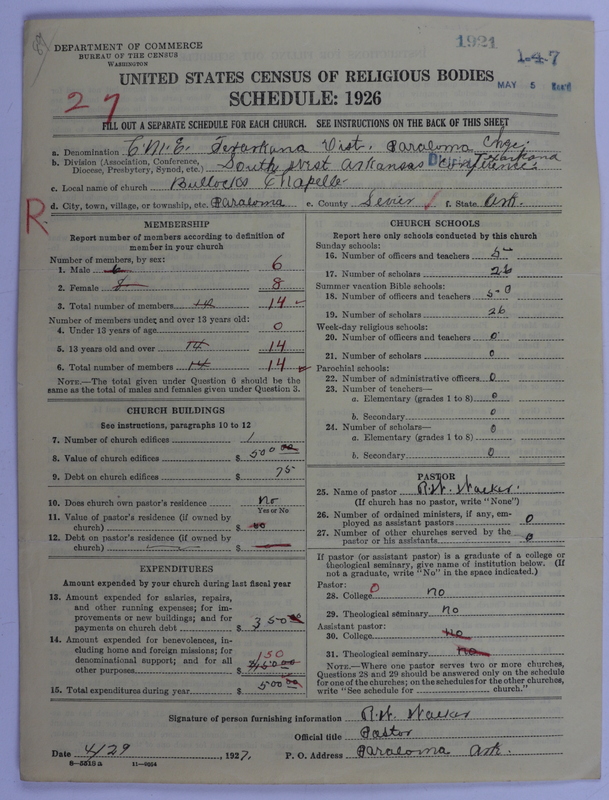 DEPARTMENT OF COMMERCE
BUREAU OF THE CENSUS
WASHINGTON
1921
1-4-7
MAY 5
UNITED STATES CENSUS OF RELIGIOUS BODIES
SCHEDULE: 1926
27
FILL OUT A SEPARATE SCHEDULE FOR EACH CHURCH. SEE INSTRUCTIONS ON THE BACK OF THIS SHEET
a. Denomination C.M.E. Texarkana Dist. Paraloma Chge.
b. Division (Association, Conference, Diocese, Presbytery, Synod, etc.) South West Arkansas Conference Texarkana
c. Local name of church Bullocks Chapelle
R
d. City, town, village, or township, etc. Paraloma e. County Sevier f. State Ark.
MEMBERSHIP
Report number of members according to definition of member in your church
Number of members, by sex:
1. Male 6 6
2. Female 8 8
3. Total number of members 14 14
Number of members under and over 13 years old:
4. Under 13 years of age 0
5. 13 years old and over 14 14
6. Total number of members 14 14
NOTE.—The total given under Question 6 should be the same as the total of males and females given under Question 3.
CHURCH BUILDINGS
See instructions, paragraphs 10 to 12
7. Number of church edifices 1
8. Value of church edifices $ 500 00
9. Debt on church edifices $ 75
10. Does church own pastor's residence No
Yes or No
11. Value of pastor's residence (if owned by church) $
12. Debt on pastor's residence (if owned by church) $
EXPENDITURES
Amount expended by your church during last fiscal year
13. Amount expended for salaries, repairs, and other running expenses; for improvements or new buildings; and for payments on church debt $ 350 00
14. Amount expended for benevolences, including home and foreign missions; for denominational support; and for all other purposes $ 150
15. Total expenditures during year $ 500 00
CHURCH SCHOOLS
Report here only schools conducted by this church
Sunday schools:
16. Number of officers and teachers 5
17. Number of scholars 26
Summer vacation Bible schools:
18. Number of officers and teachers 5-0
19. Number of scholars 26
Week-day religious schools:
20. Number of officers and teachers 0
21. Number of scholars 0
Parochial schools:
22. Number of administrative officers 0
23. Number of teachers—
a. Elementary (grades 1 to 8) 0
b. Secondary 0
24. Number of scholars—
a. Elementary (grades 1 to 8) 0
b. Secondary 0
PASTOR
25. Name of pastor R.W. Walker.
(If church has no pastor, write "None")
26. Number of ordained ministers, if any, employed as assistant pastors 0
27. Number of other churches served by the pastor or his assistants 0
If pastor (or assistant pastor) is a graduate of a college or theological seminary, give name of institution below. (If not a graduate, write "No" in the space indicated.)
Pastor:
28. College 0 no
29. Theological seminary no
Assistant pastor:
30. College No
31. Theological seminary No
NOTE.—Where one pastor serves two or more churches, Questions 28 and 29 should be answered only on the schedule for one of the churches; on the schedules for the other churches, write "See schedule for church."
Signature of person furnishing information R.W. Walker
Official title Pastor
Date 4/29, 1927. P. O. Address Paraloma Ark.
8—5518a 11—9504